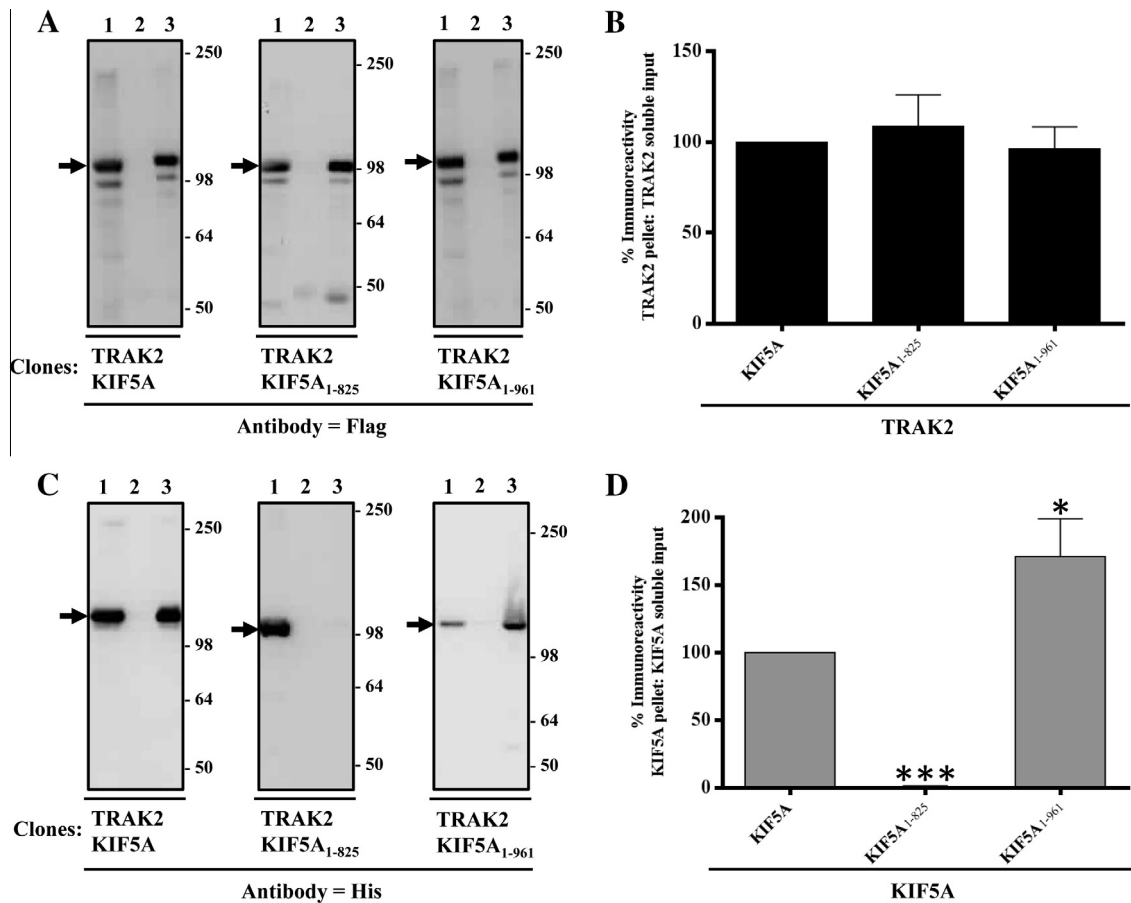 A
1 2 3
1 2 3
1 2 3
- 250
- 98
- 64
- 50
- 250
- 98
- 64
- 50
- 250
- 98
- 64
- 50
Clones:
TRAK2
KIF5A
TRAK2
KIF5A1-825
TRAK2
KIF5A1-961
Antibody = Flag
B
% Immunoreactivity
TRAK2 pellet: TRAK2 soluble input
150
100
50
0
KIF5A
KIF5A1-825
KIF5A1-961
TRAK2
C
1 2 3
1 2 3
1 2 3
- 250
- 98
- 64
- 50
- 250
- 98
- 64
- 50
- 250
- 98
- 64
- 50
Clones:
TRAK2
KIF5A
TRAK2
KIF5A1-825
TRAK2
KIF5A1-961
Antibody = His
D
% Immunoreactivity
KIF5A pellet: KIF5A soluble input
200
150
100
50
0
***
*
KIF5A
KIF5A1-825
KIF5A1-961
KIF5A